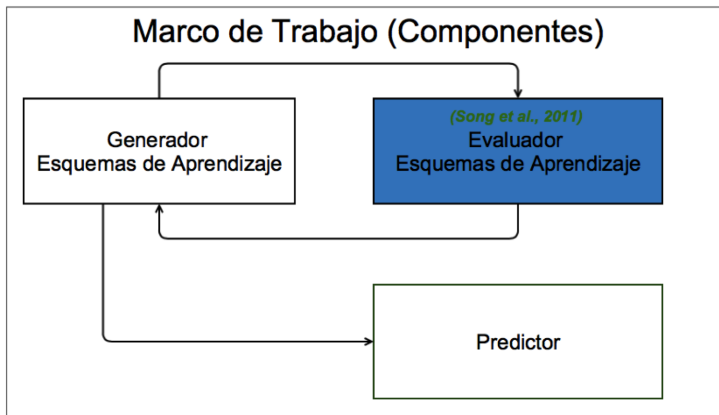 Marco de Trabajo (Componentes)
Generador
Esquemas de Aprendizaje
(Song et al., 2011)
Evaluador
Esquemas de Aprendizaje
Predictor